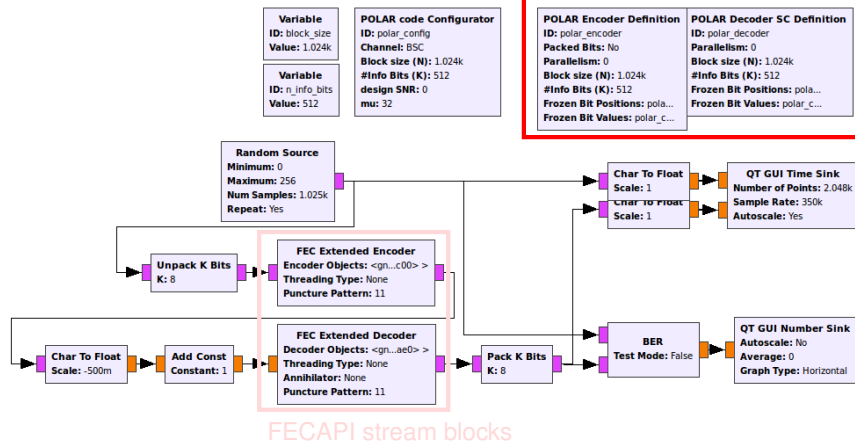 Variable
ID: block_size
Value: 1.024k
Variable
ID: n_info_bits
Value: 512
POLAR code Configurator
ID: polar_config
Channel: BSC
Block size (N): 1.024k
#Info Bits (K): 512
design SNR: 0
mu: 32
POLAR Encoder Definition
ID: polar_encoder
Packed Bits: No
Parallelism: 0
Block size (N): 1.024k
#Info Bits (K): 512
Frozen Bit Positions: pola...
Frozen Bit Values: polar_c...
POLAR Decoder SC Definition
ID: polar_decoder
Parallelism: 0
Block size (N): 1.024k
#Info Bits (K): 512
Frozen Bit Positions: pola...
Frozen Bit Values: polar_c...
Random Source
Minimum: 0
Maximum: 256
Num Samples: 1.025k
Repeat: Yes
Char To Float
Scale: 1
Char To Float
Scale: 1
QT GUI Time Sink
Number of Points: 2.048k
Sample Rate: 350k
Autoscale: Yes
Unpack K Bits
K: 8
FEC Extended Encoder
Encoder Objects: <gn...c00> >
Threading Type: None
Puncture Pattern: 11
Char To Float
Scale: -500m
Add Const
Constant: 1
FEC Extended Decoder
Decoder Objects: <gn...ae0> >
Threading Type: None
Annihilator: None
Puncture Pattern: 11
Pack K Bits
K: 8
BER
Test Mode: False
QT GUI Number Sink
Autoscale: No
Average: 0
Graph Type: Horizontal
FECAPI stream blocks